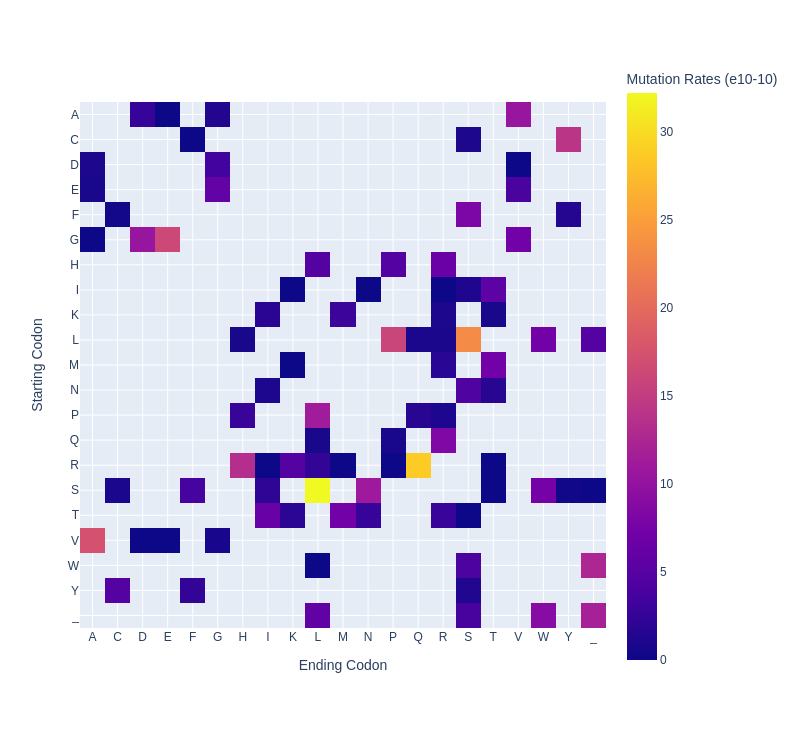 Mutation Rates (e10-10)
A
C
D
E
F
G
H
I
K
L
M
N
P
Q
R
S
T
V
W
Y
_
Starting Codon
30
25
20
15
10
5
0
A C D E F G H I K L M N P Q R S T V W Y _
Ending Codon